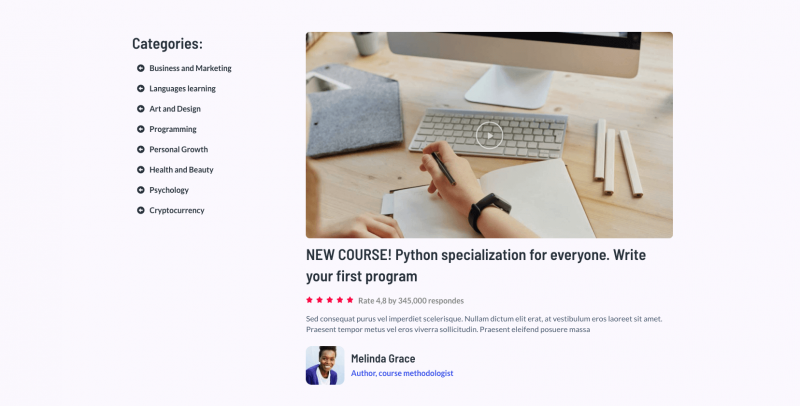 Categories:
Business and Marketing
Languages learning
Art and Design
Programming
Personal Growth
Health and Beauty
Psychology
Cryptocurrency
NEW COURSE! Python specialization for everyone. Write
your first program
Rate 4,8 by 345,000 respondes
Sed consequat purus vel imperdiet scelerisque. Nullam dictum elit erat, at vestibulum eros laoreet sit amet.
Praesent tempor metus vel eros viverra sollicitudin. Praesent eleifend posuere massa
Melinda Grace
Author, course methodologist